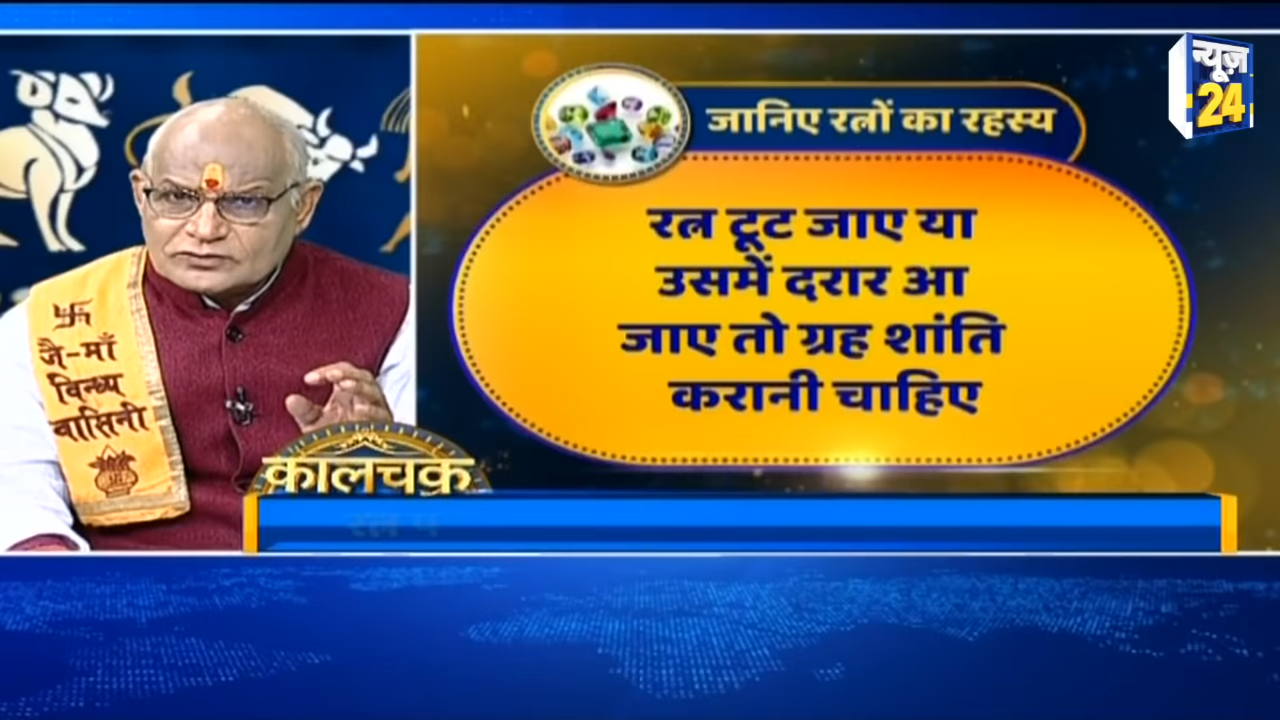 न्यूज़
24
जानिए रत्नों का रहस्य
रत्न टूट जाए या
उसमें दरार आ
जाए तो ग्रह शांति
करानी चाहिए
जै-माँ
विन्ध्य
वासिनी
कालचक्र